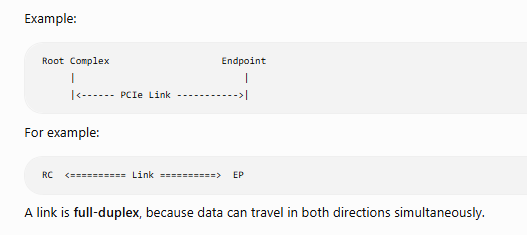 Example:
Root Complex                    Endpoint
      |                              |
      |<------ PCIe Link ----------->|
For example:
RC  <========== Link ==========>  EP
A link is full-duplex, because data can travel in both directions simultaneously.